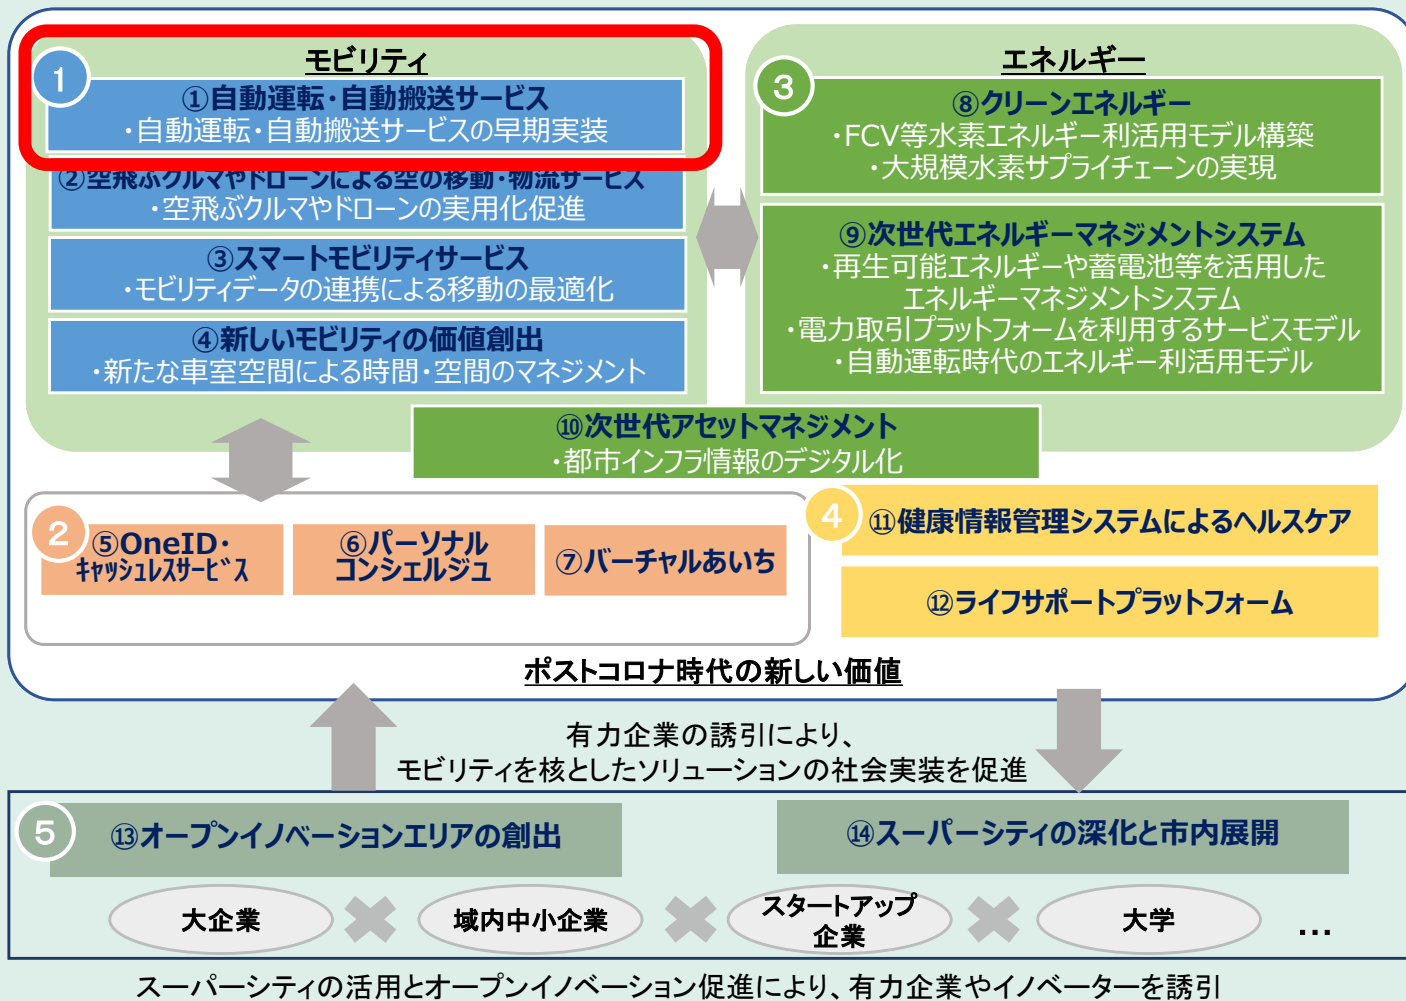 モビリティ
1
①自動運転・自動搬送サービス
・自動運転・自動搬送サービスの早期実装
②空飛ぶクルマやドローンによる空の移動・物流サービス
・空飛ぶクルマやドローンの実用化促進
③スマートモビリティサービス
・モビリティデータの連携による移動の最適化
④新しいモビリティの価値創出
・新たな車室空間による時間・空間のマネジメント
エネルギー
3
⑧クリーンエネルギー
・FCV等水素エネルギー利活用モデル構築
・大規模水素サプライチェーンの実現
⑨次世代エネルギーマネジメントシステム
・再生可能エネルギーや蓄電池等を活用した
エネルギーマネジメントシステム
・電力取引プラットフォームを利用するサービスモデル
・自動運転時代のエネルギー利活用モデル
⑩次世代アセットマネジメント
・都市インフラ情報のデジタル化
2
⑤OneID・
ｷｬｯｼｭﾚｽｻｰﾋﾞｽ
⑥パーソナル
コンシェルジュ
⑦バーチャルあいち
4
⑪健康情報管理システムによるヘルスケア
⑫ライフサポートプラットフォーム
ポストコロナ時代の新しい価値
有力企業の誘引により、
モビリティを核としたソリューションの社会実装を促進
5
⑬オープンイノベーションエリアの創出
⑭スーパーシティの深化と市内展開
大企業
域内中小企業
スタートアップ
企業
大学
…
スーパーシティの活用とオープンイノベーション促進により、有力企業やイノベーターを誘引